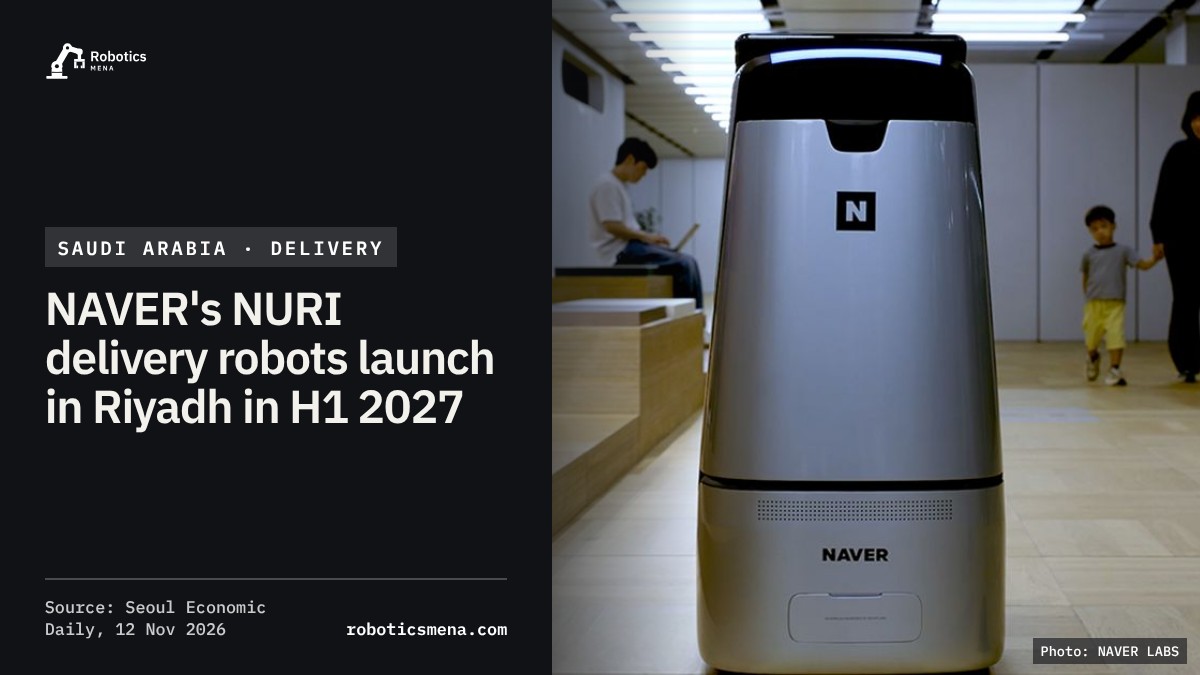 Robotics
MENA
SAUDI ARABIA · DELIVERY
NAVER's NURI
delivery robots launch
in Riyadh in H1 2027
Source: Seoul Economic
Daily, 12 Nov 2026
roboticsmena.com
N
NAVER
Photo: NAVER LABS